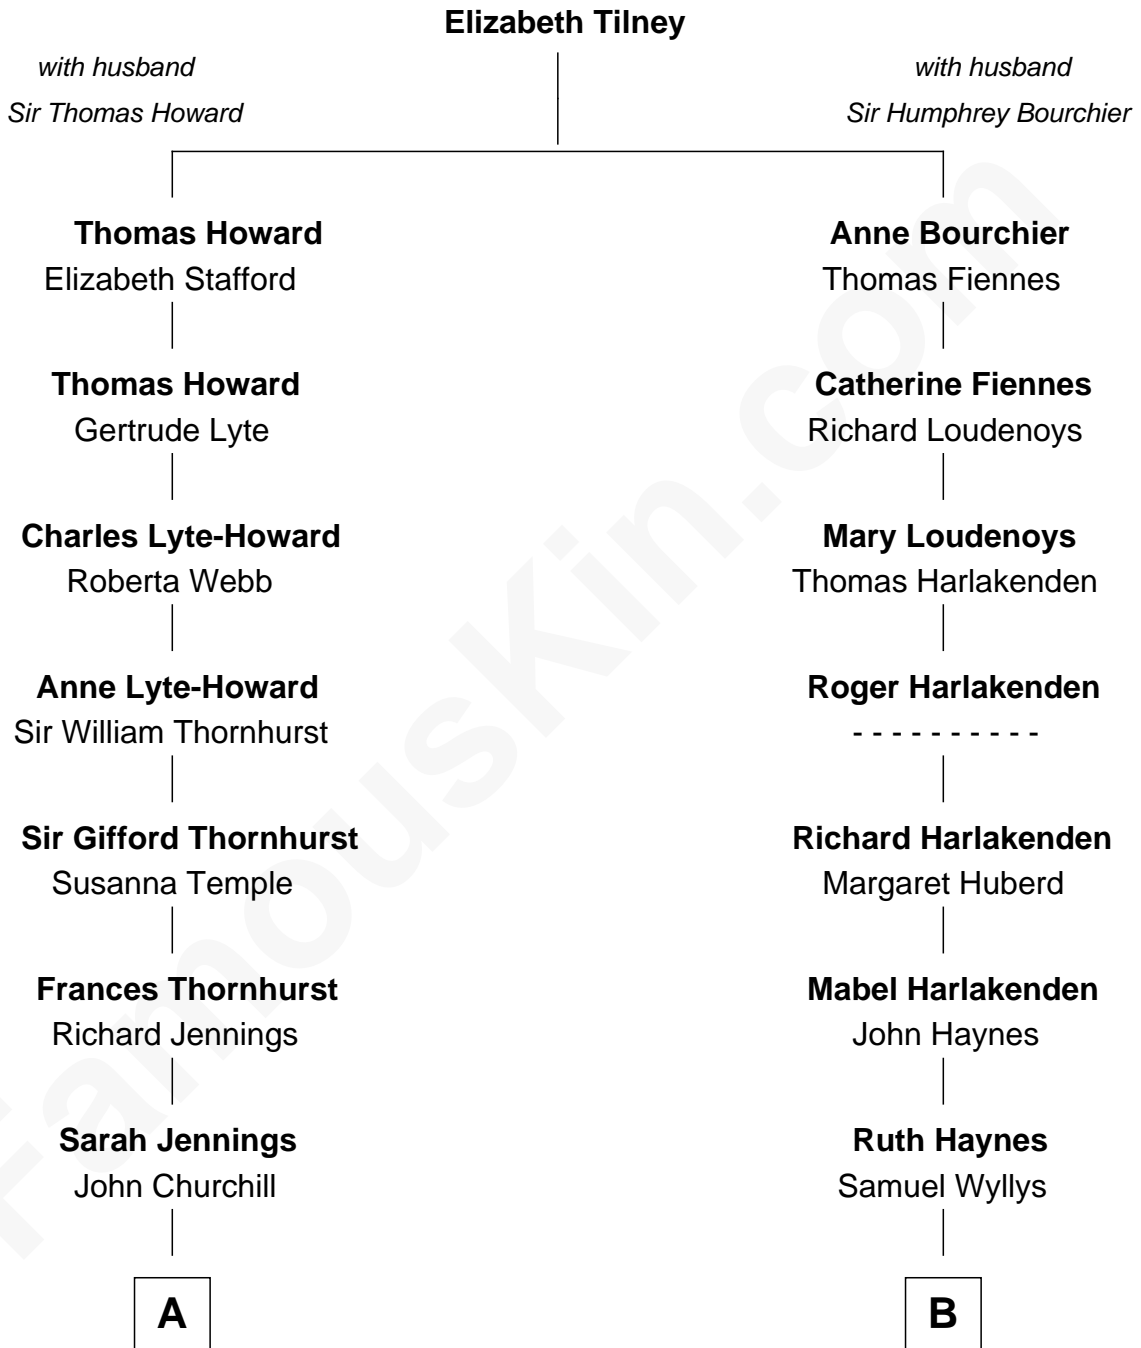 Elizabeth Tilney
with husband
Sir Thomas Howard
with husband
Sir Humphrey Bourchier
Thomas Howard
Elizabeth Stafford
Thomas Howard
Gertrude Lyte
Charles Lyte-Howard
Roberta Webb
Anne Lyte-Howard
Sir William Thornhurst
Sir Gifford Thornhurst
Susanna Temple
Frances Thornhurst
Richard Jennings
Sarah Jennings
John Churchill
A
Anne Bourchier
Thomas Fiennes
Catherine Fiennes
Richard Loudenoys
Mary Loudenoys
Thomas Harlakenden
Roger Harlakenden
- - - - - - - - - -
Richard Harlakenden
Margaret Huberd
Mabel Harlakenden
John Haynes
Ruth Haynes
Samuel Wyllys
B
FamousKin.com